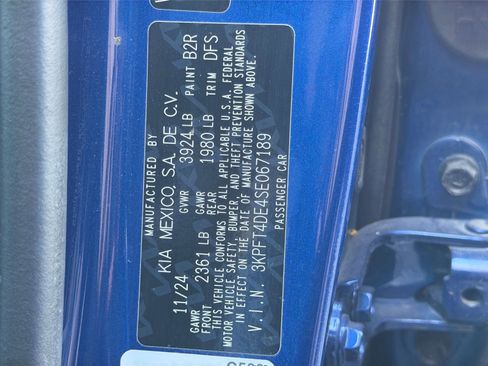 MANUFACTURED BY
KIA MEXICO, S.A. DE C.V.
11/24 GVWR 3924 LB PAINT B2R
GAWR FRONT 2361 LB GAWR REAR 1980 LB TRIM DFS
THIS VEHICLE CONFORMS TO ALL APPLICABLE U.S.A. FEDERAL
MOTOR VEHICLE SAFETY, BUMPER, AND THEFT PREVENTION STANDARDS
IN EFFECT ON THE DATE OF MANUFACTURE SHOWN ABOVE.
V.I.N. 3KPFT4DE4SE067189
PASSENGER CAR